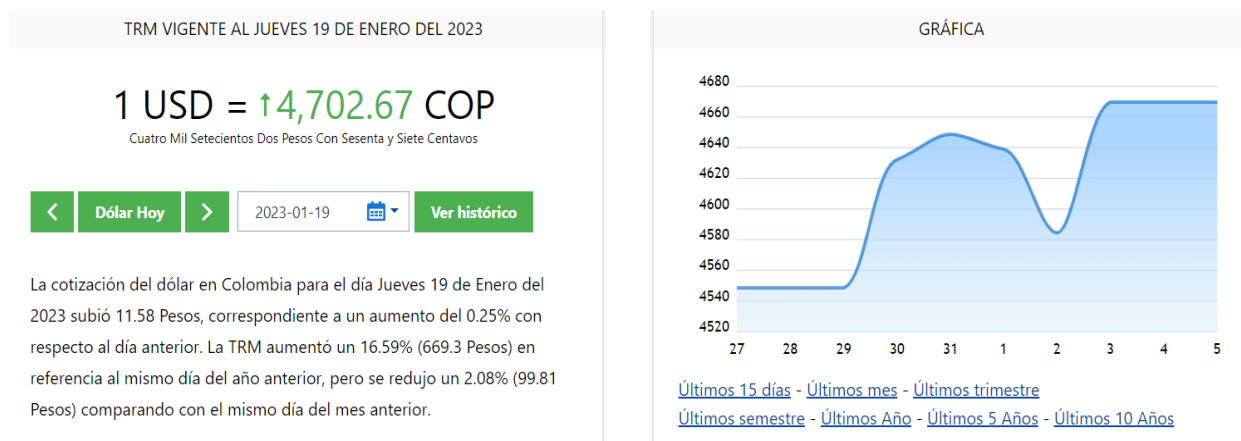 TRM VIGENTE AL JUEVES 19 DE ENERO DEL 2023
1 USD = ↑4,702.67 COP
Cuatro Mil Setecientos Dos Pesos Con Sesenta y Siete Centavos
Dólar Hoy
2023-01-19
Ver histórico
La cotización del dólar en Colombia para el día Jueves 19 de Enero del
2023 subió 11.58 Pesos, correspondiente a un aumento del 0.25% con
respecto al día anterior. La TRM aumentó un 16.59% (669.3 Pesos) en
referencia al mismo día del año anterior, pero se redujo un 2.08% (99.81
Pesos) comparando con el mismo día del mes anterior.
GRÁFICA
4680
4660
4640
4620
4600
4580
4560
4540
4520
27 28 29 30 31 1 2 3 4 5
Últimos 15 días - Últimos mes - Últimos trimestre
Últimos semestre - Últimos Año - Últimos 5 Años - Últimos 10 Años